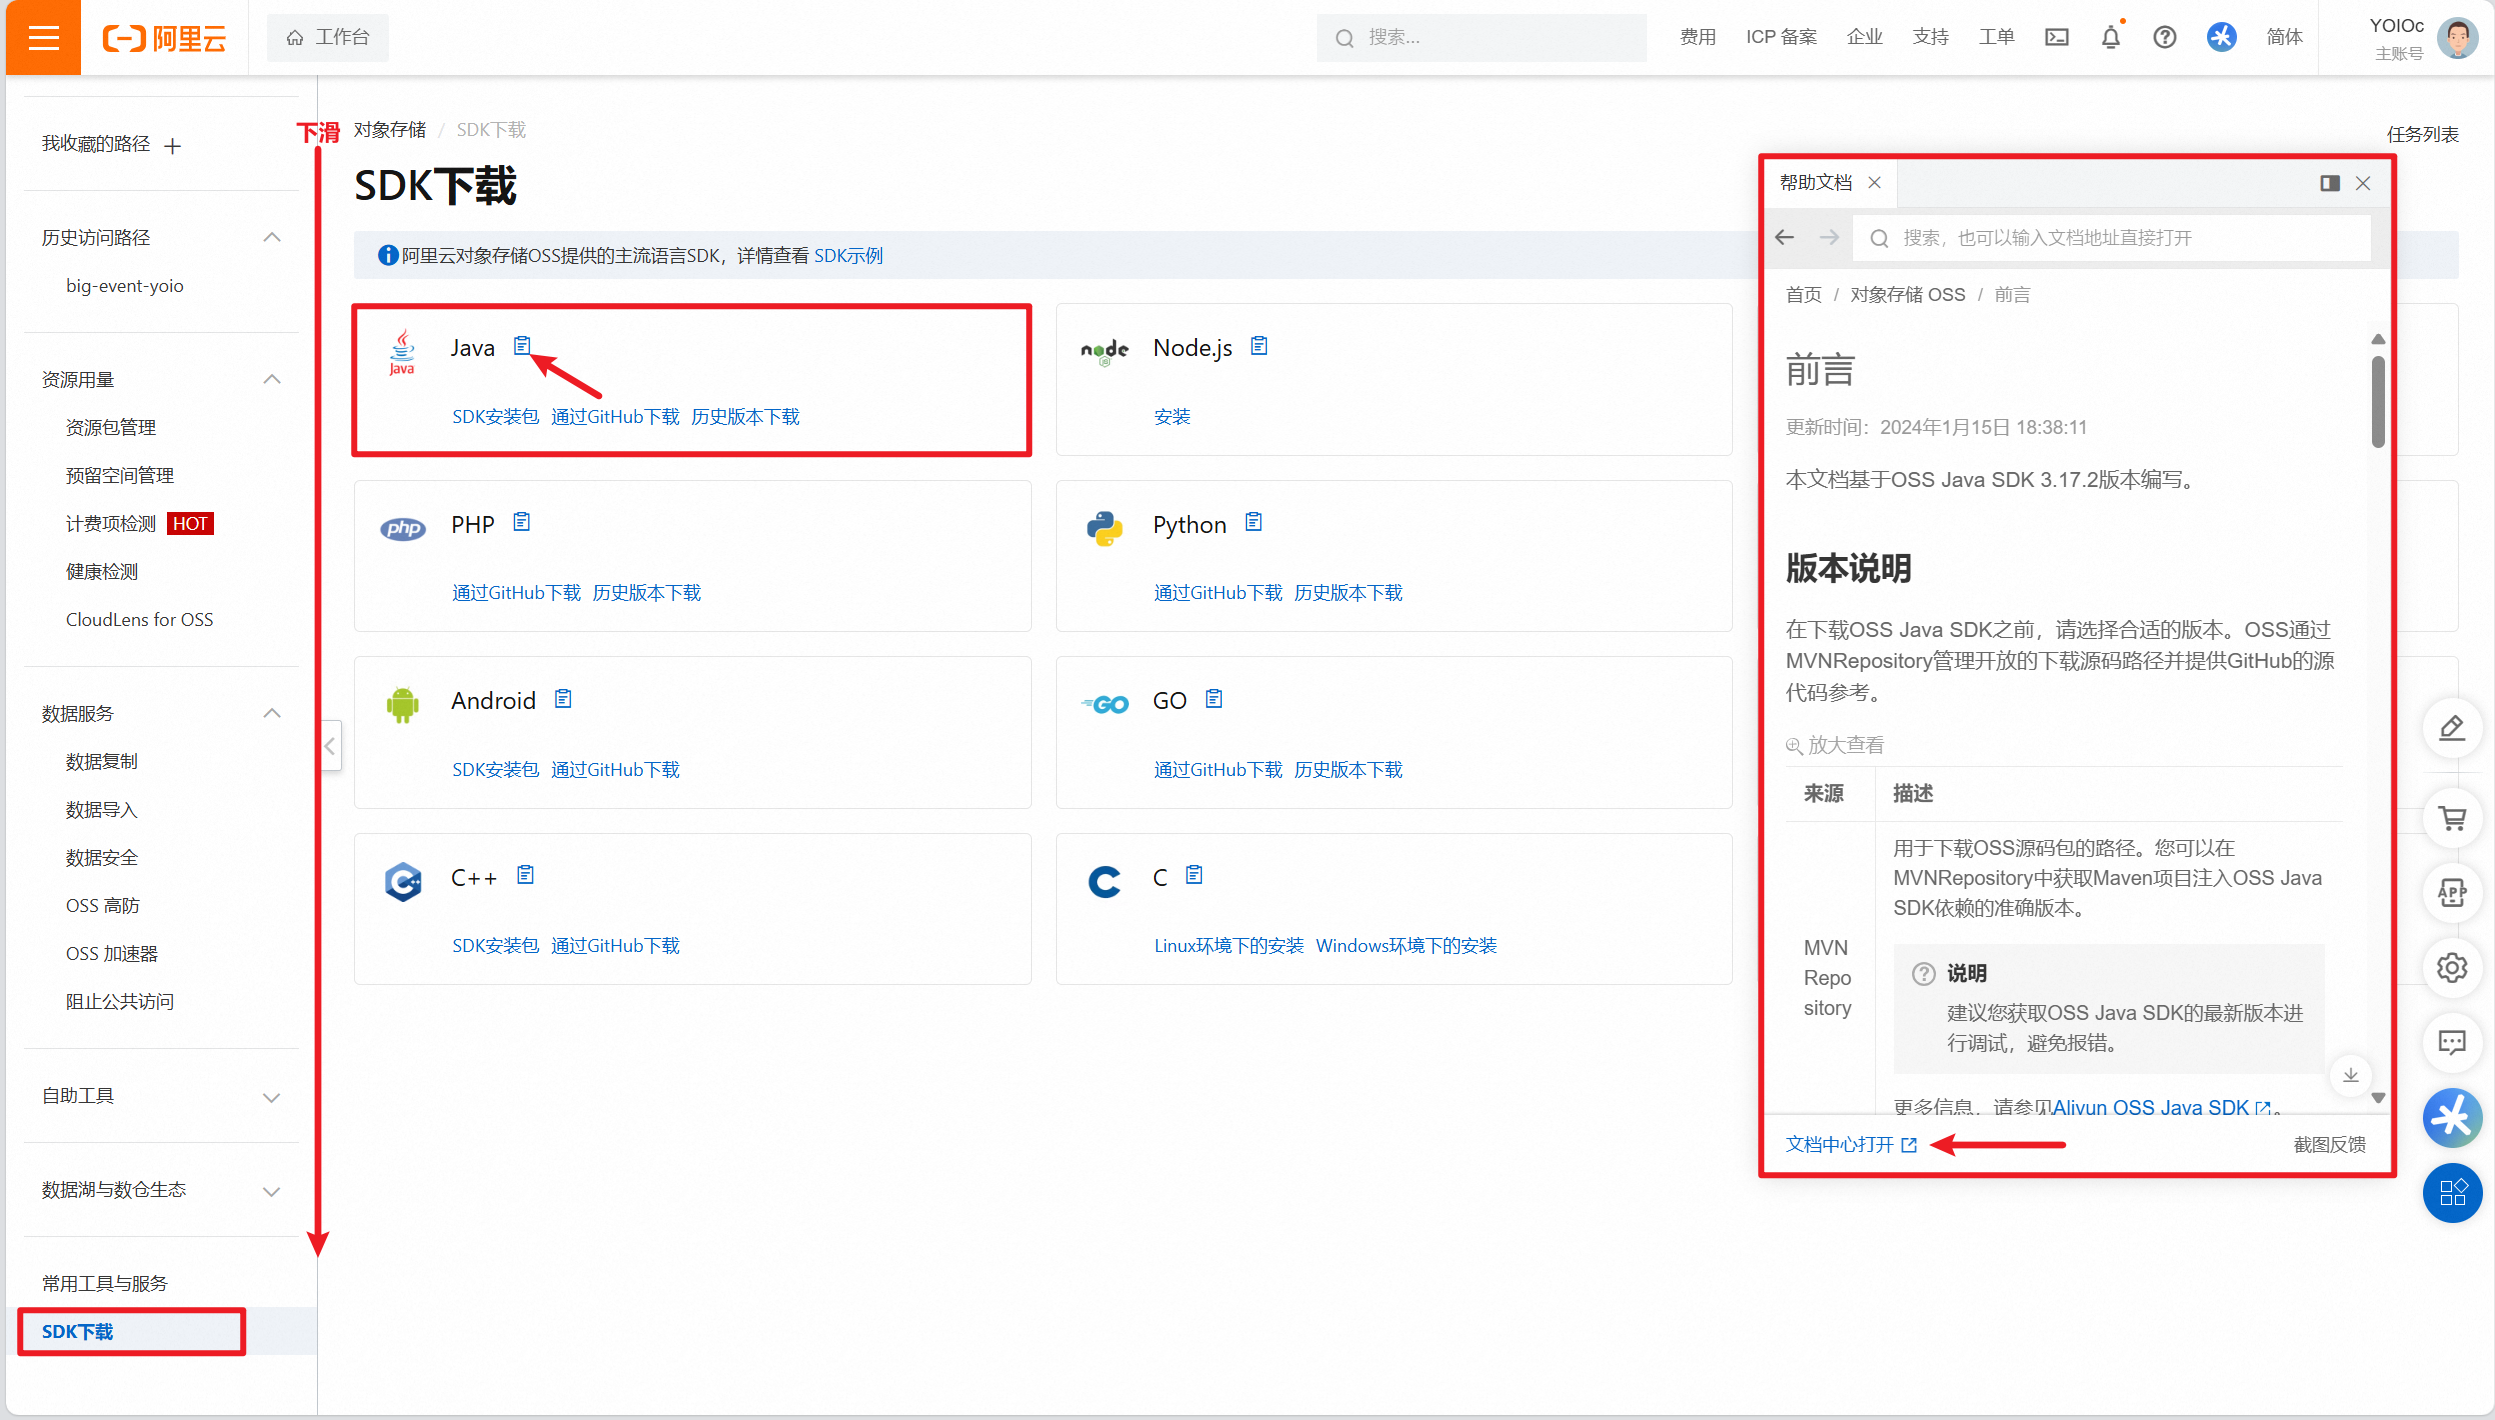 阿里云
工作台
搜索...
费用
ICP 备案
企业
支持
工单
简体
YOIOc
主账号
我收藏的路径
历史访问路径
big-event-yoio
资源用量
资源包管理
预留空间管理
计费项检测 HOT
健康检测
CloudLens for OSS
数据服务
数据复制
数据导入
数据安全
OSS 高防
OSS 加速器
阻止公共访问
自助工具
数据湖与数仓生态
常用工具与服务
SDK下载
下滑
对象存储 / SDK下载
任务列表
SDK下载
阿里云对象存储OSS提供的主流语言SDK，详情查看 SDK示例
Java
Java
SDK安装包 通过GitHub下载 历史版本下载
node
Node.js
安装
php
PHP
通过GitHub下载 历史版本下载
Python
通过GitHub下载 历史版本下载
Android
SDK安装包 通过GitHub下载
GO
GO
通过GitHub下载 历史版本下载
C++
SDK安装包 通过GitHub下载
C
Linux环境下的安装 Windows环境下的安装
帮助文档
搜索，也可以输入文档地址直接打开
首页 / 对象存储 OSS / 前言
前言
更新时间：2024年1月15日 18:38:11
本文档基于OSS Java SDK 3.17.2版本编写。
版本说明
在下载OSS Java SDK之前，请选择合适的版本。OSS通过
MVNRepository管理开放的下载源码路径并提供GitHub的源
代码参考。
放大查看
来源
描述
MVN
Repo
sitory
用于下载OSS源码包的路径。您可以在
MVNRepository中获取Maven项目注入OSS Java
SDK依赖的准确版本。
说明
建议您获取OSS Java SDK的最新版本进
行调试，避免报错。
更多信息，请参见Aliyun OSS Java SDK。
文档中心打开
截图反馈
APP